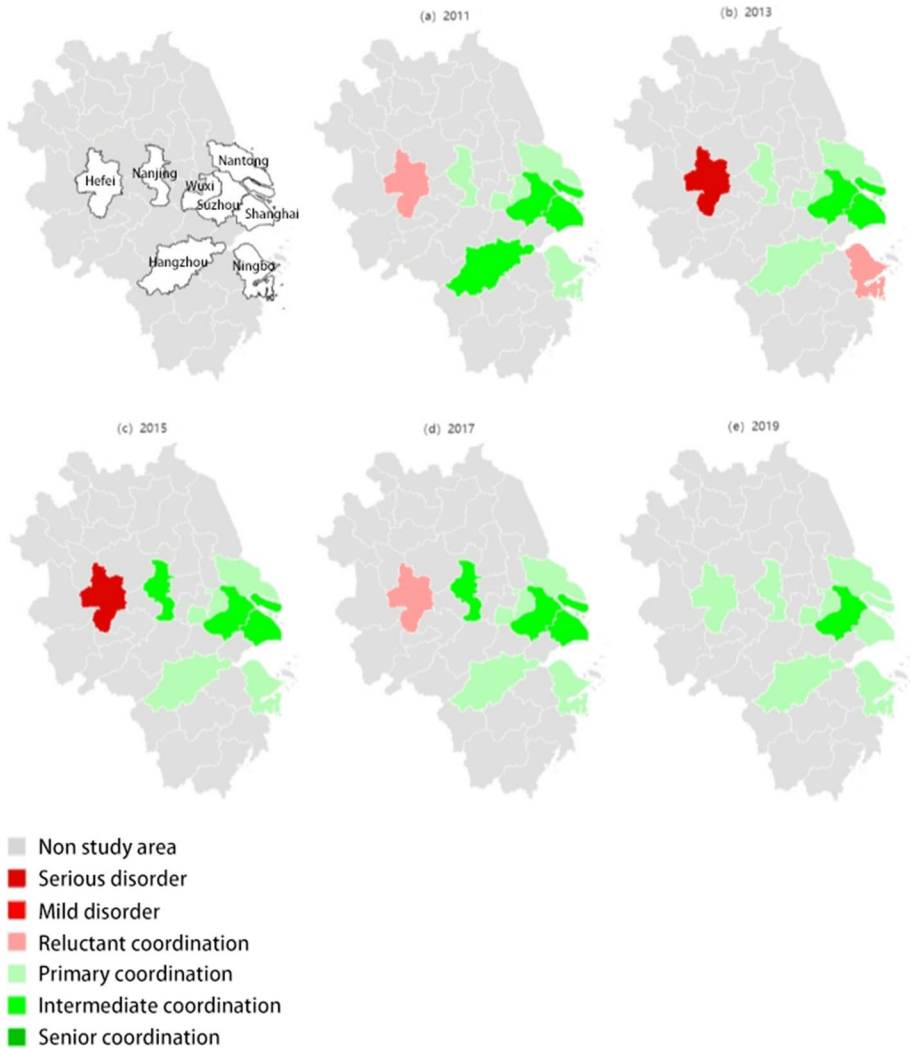 (a) 2011
(b) 2013
Nantong
Hefei
Nanjing
Wuxi
Suzhou
Shanghai
Hangzhou
Ningbo
(c) 2015
(d) 2017
(e) 2019
Non study area
Serious disorder
Mild disorder
Reluctant coordination
Primary coordination
Intermediate coordination
Senior coordination